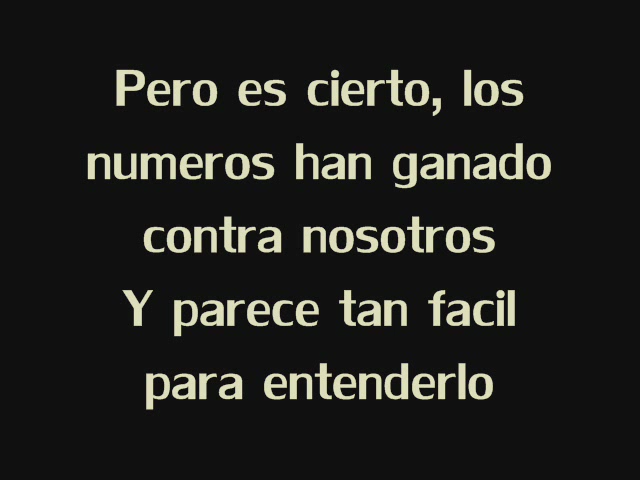 Pero es cierto, los
numeros han ganado
contra nosotros
Y parece tan facil
para entenderlo